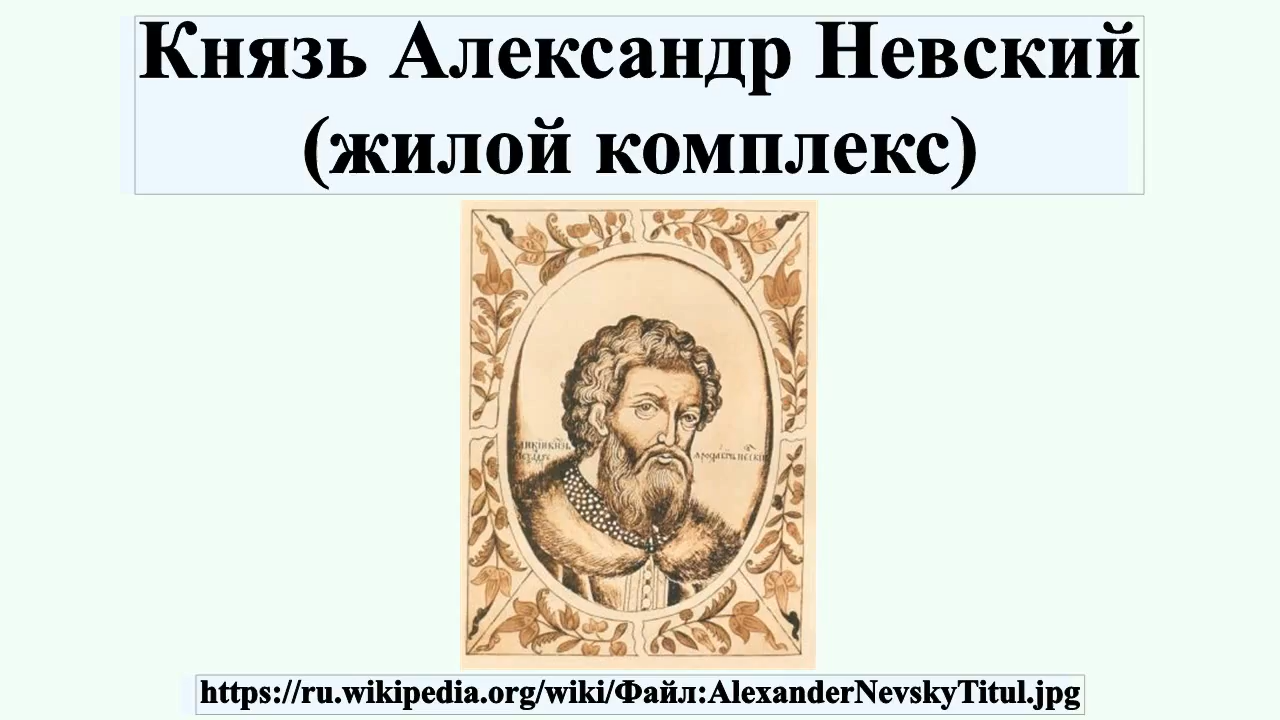 Князь Александр Невский
(жилой комплекс)
https://ru.wikipedia.org/wiki/Файл:AlexanderNevskyTitul.jpg